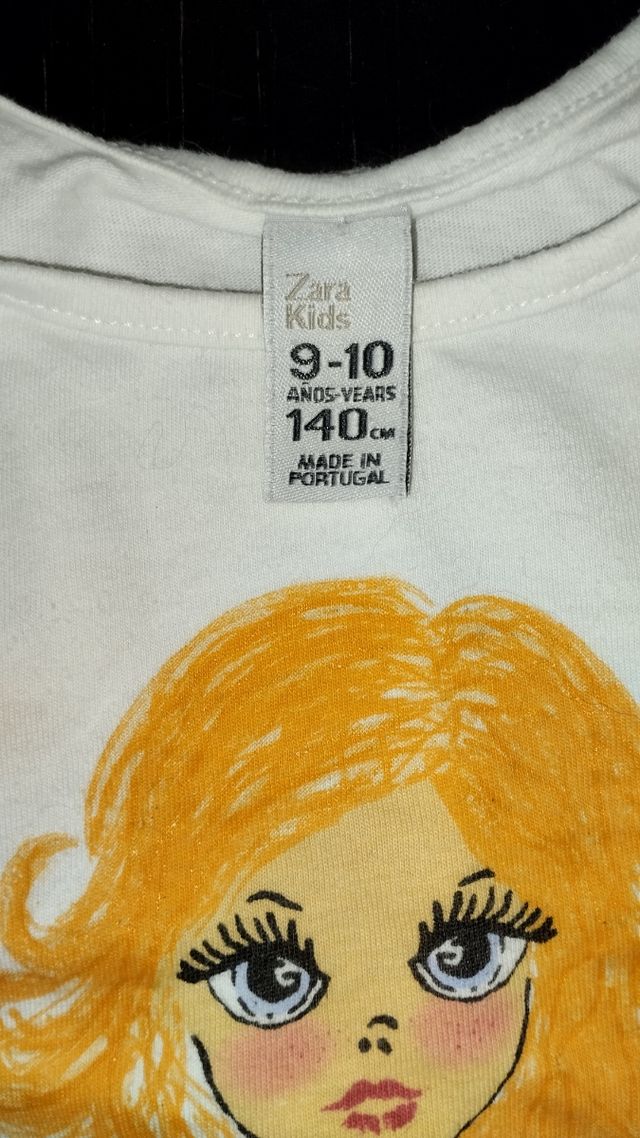 Zara
Kids
9-10
AÑOS-YEARS
140CM
MADE IN
PORTUGAL